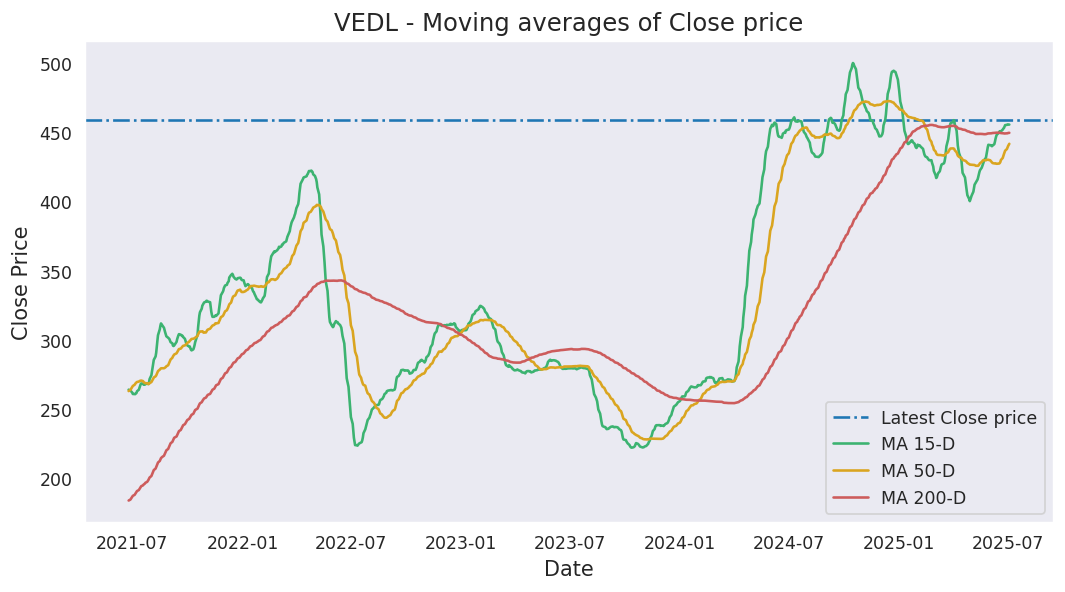 VEDL - Moving averages of Close price
500
450
400
350
300
250
200
Close Price
Latest Close price
MA 15-D
MA 50-D
MA 200-D
2021-07 2022-01 2022-07 2023-01 2023-07 2024-01 2024-07 2025-01 2025-07
Date